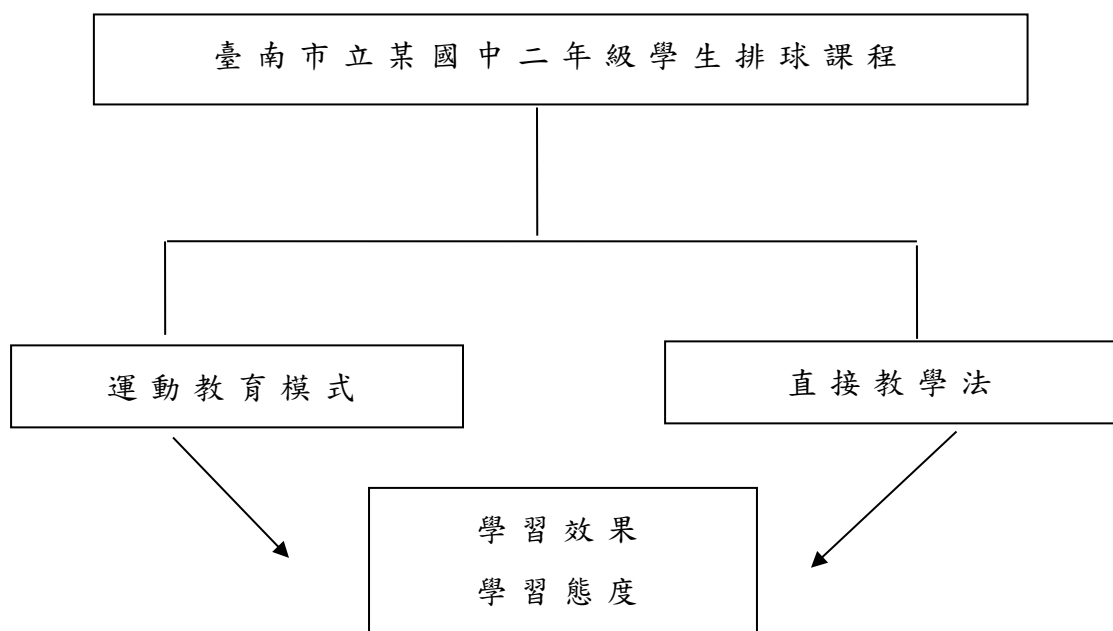 臺南市立某國中二年級學生排球課程
運動教育模式
直接教學法
學習效果
學習態度